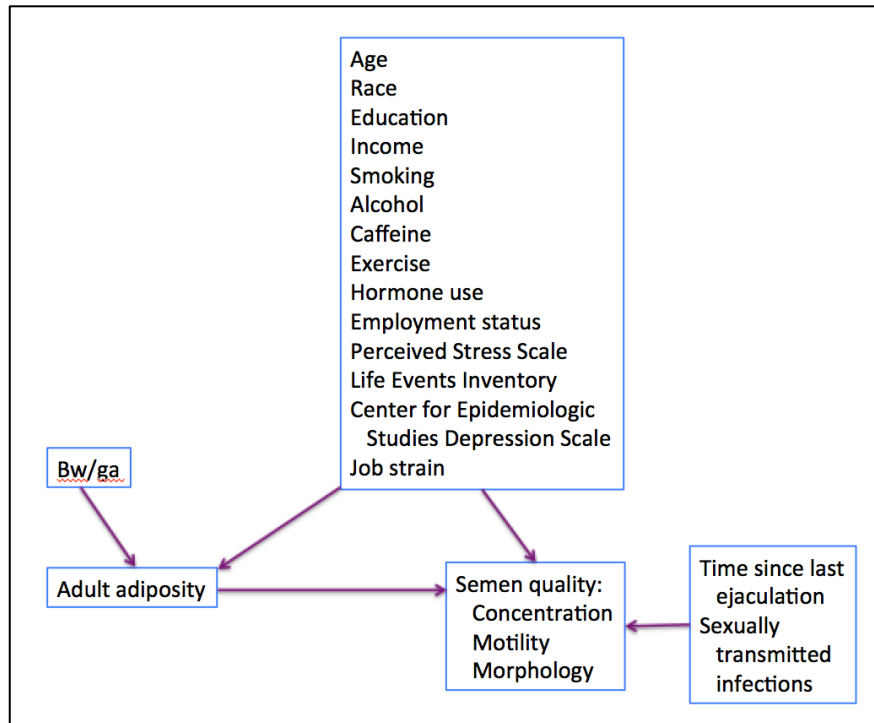 Age
Race
Education
Income
Smoking
Alcohol
Caffeine
Exercise
Hormone use
Employment status
Perceived Stress Scale
Life Events Inventory
Center for Epidemiologic
Studies Depression Scale
Job strain
Bw/ga
Adult adiposity
Semen quality:
Concentration
Motility
Morphology
Time since last
ejaculation
Sexually
transmitted
infections